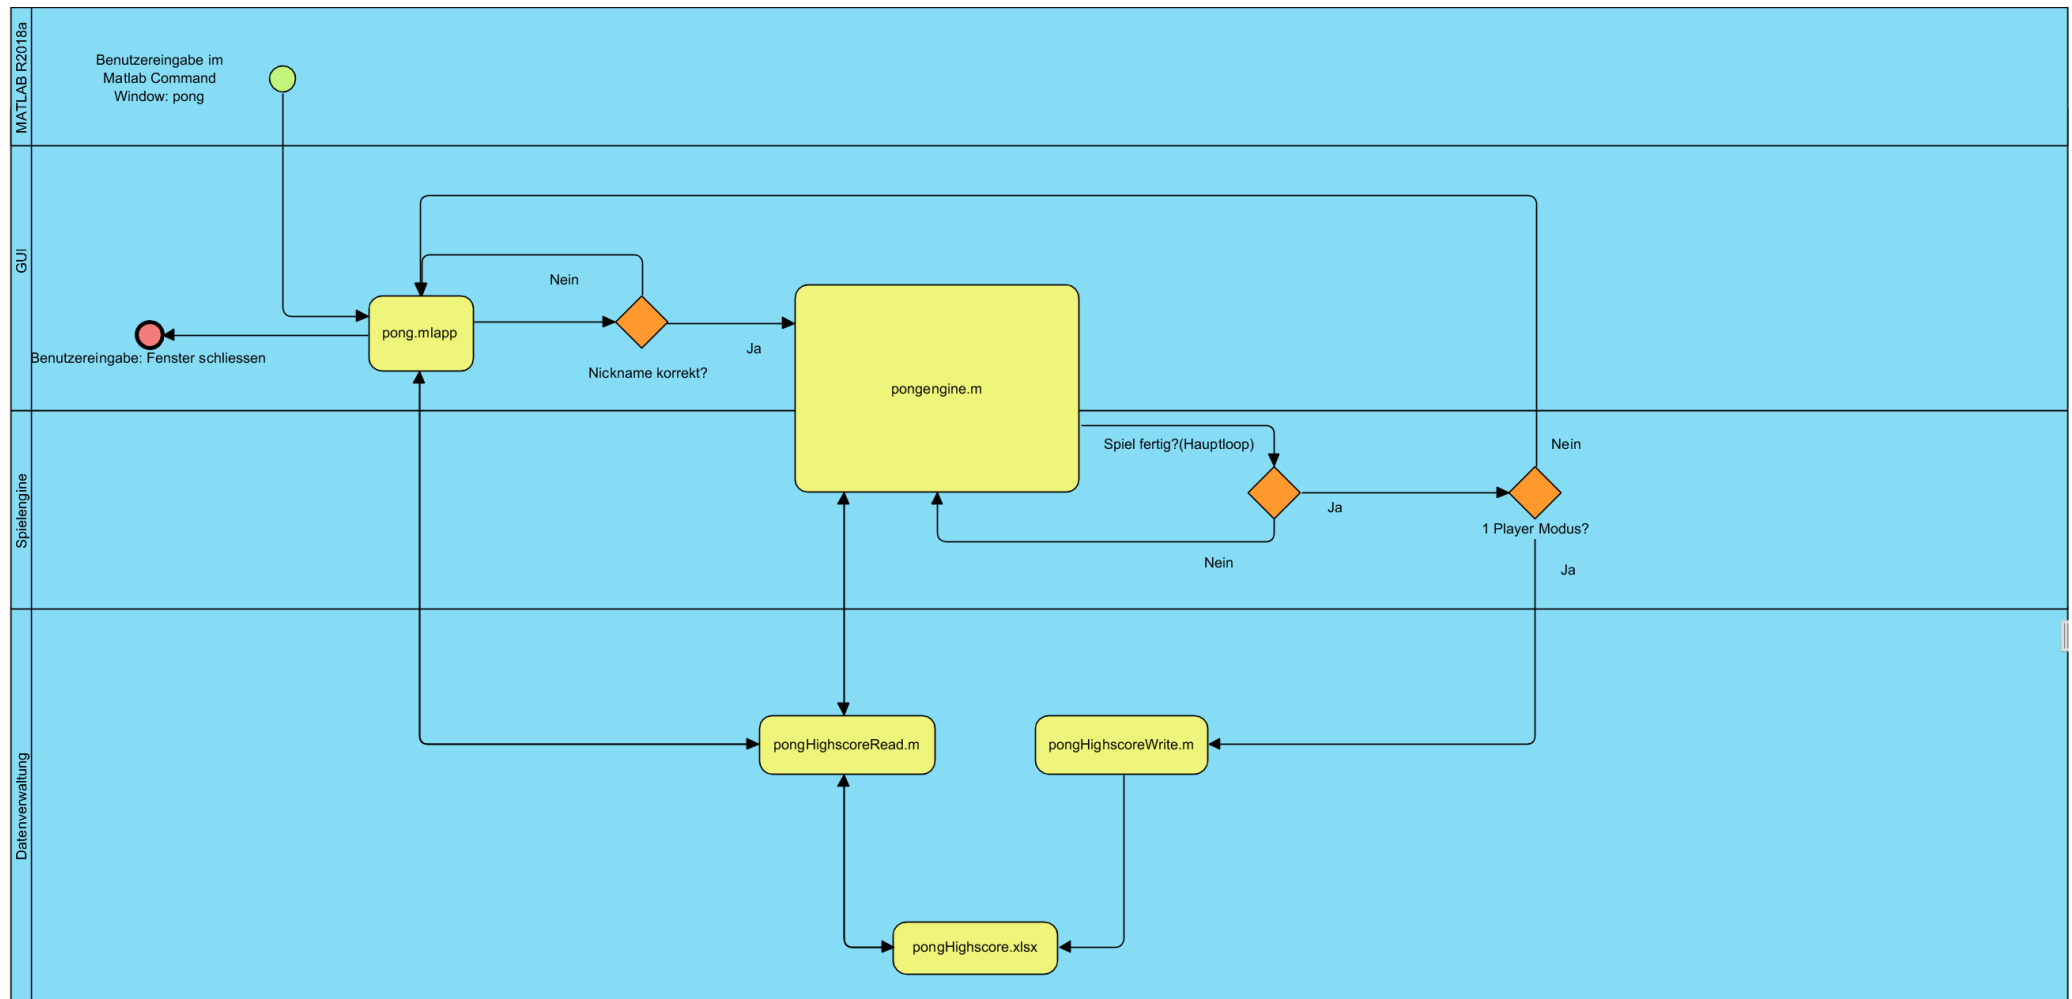 MATLAB R2018a
Benutzereingabe im
Matlab Command
Window: pong
GUI
Nein
pong.mlapp
Benutzereingabe: Fenster schliessen
Ja
Nickname korrekt?
pongengine.m
Spielengine
Spiel fertig?(Hauptloop)
Nein
Ja
1 Player Modus?
Nein
Ja
Datenverwaltung
pongHighscoreRead.m
pongHighscoreWrite.m
pongHighscore.xlsx